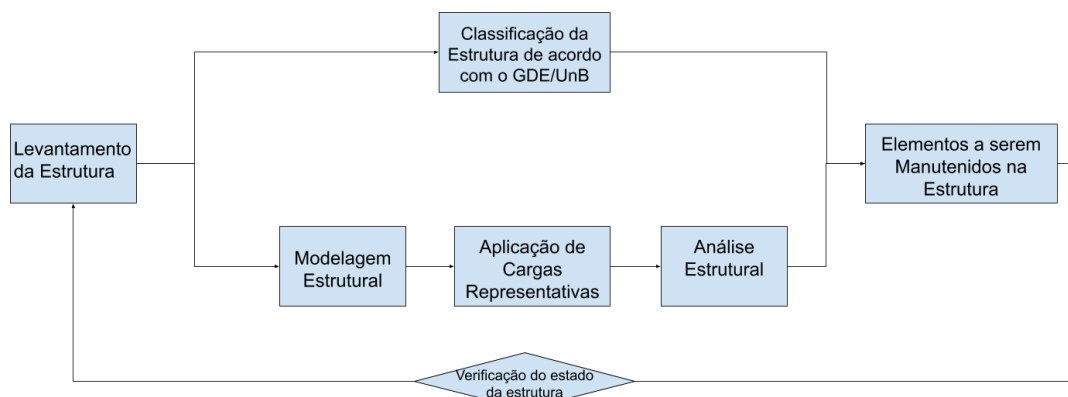 Classificação da
Estrutura de acordo
com o GDE/UnB
Levantamento
da Estrutura
Elementos a serem
Manutenidos na
Estrutura
Modelagem
Estrutural
Aplicação de
Cargas
Representativas
Análise
Estrutural
Verificação do estado
da estrutura